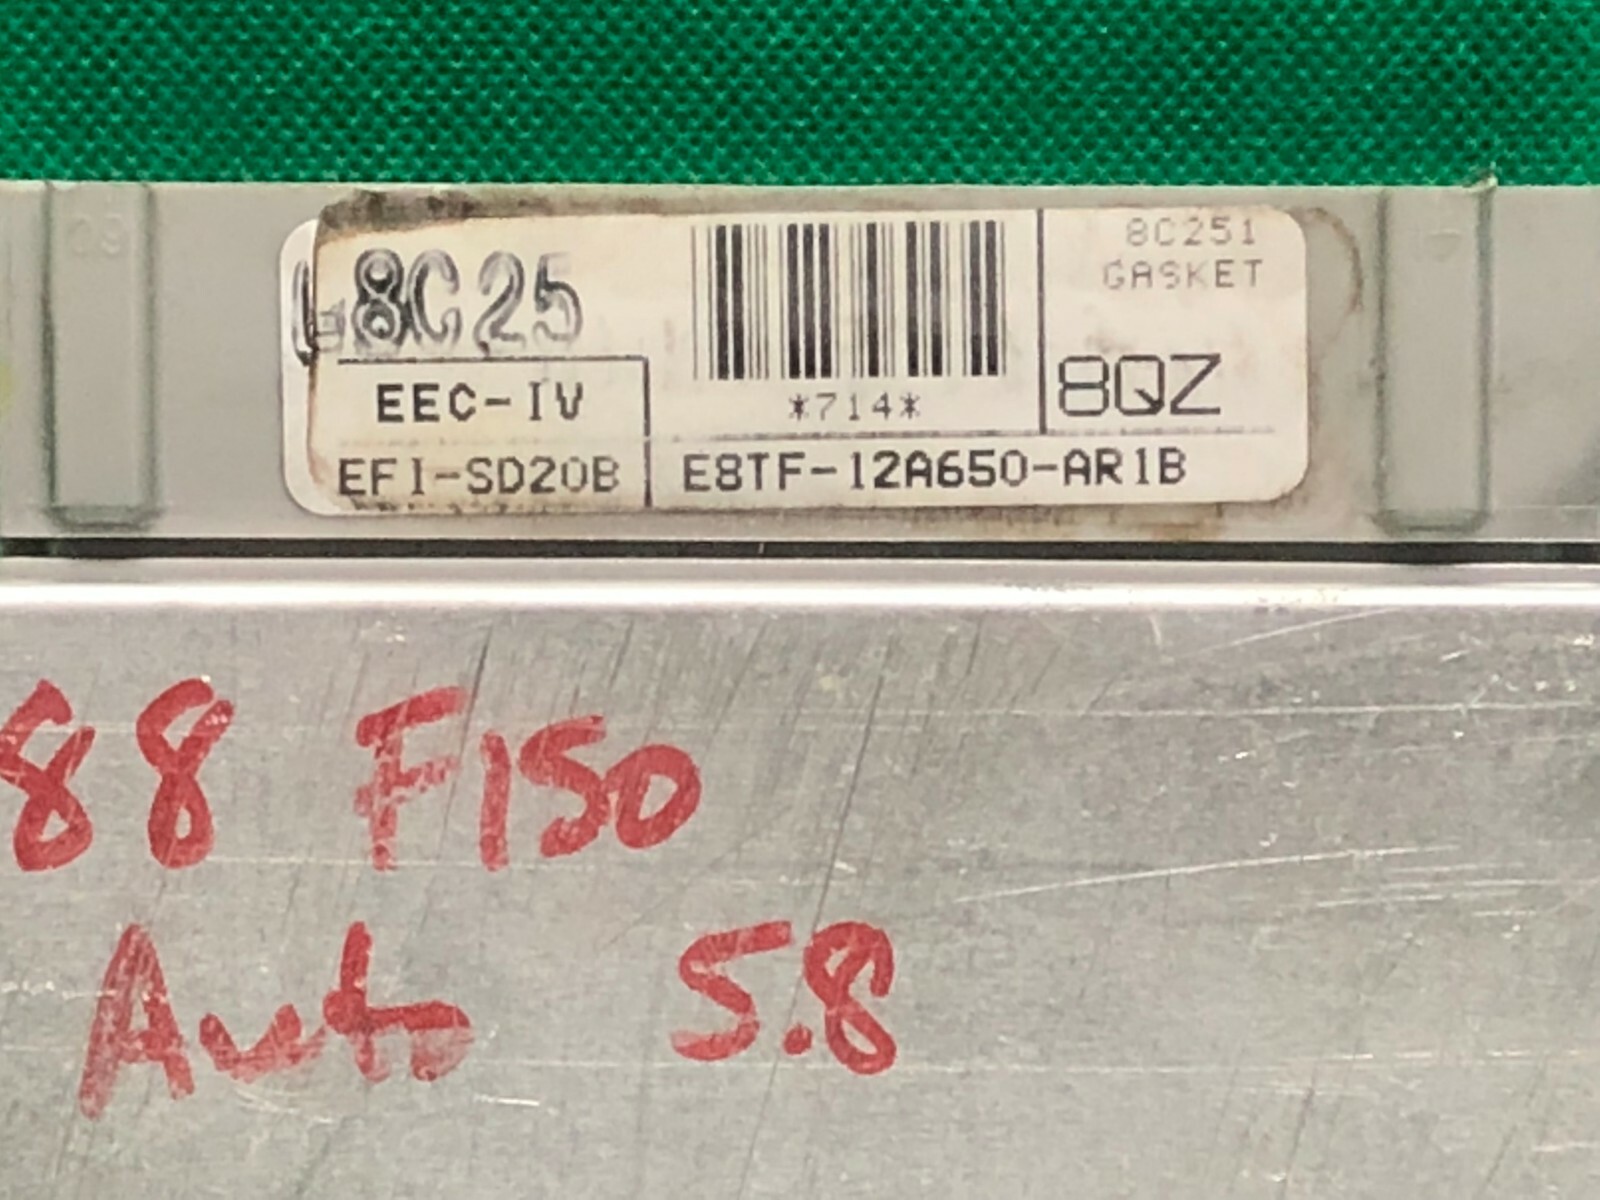 8C25
8C251
GASKET
EEC-IV
*714*
8QZ
EFI-SD20B
E8TF-12A650-AR1B
88 F150
Auto 5.8